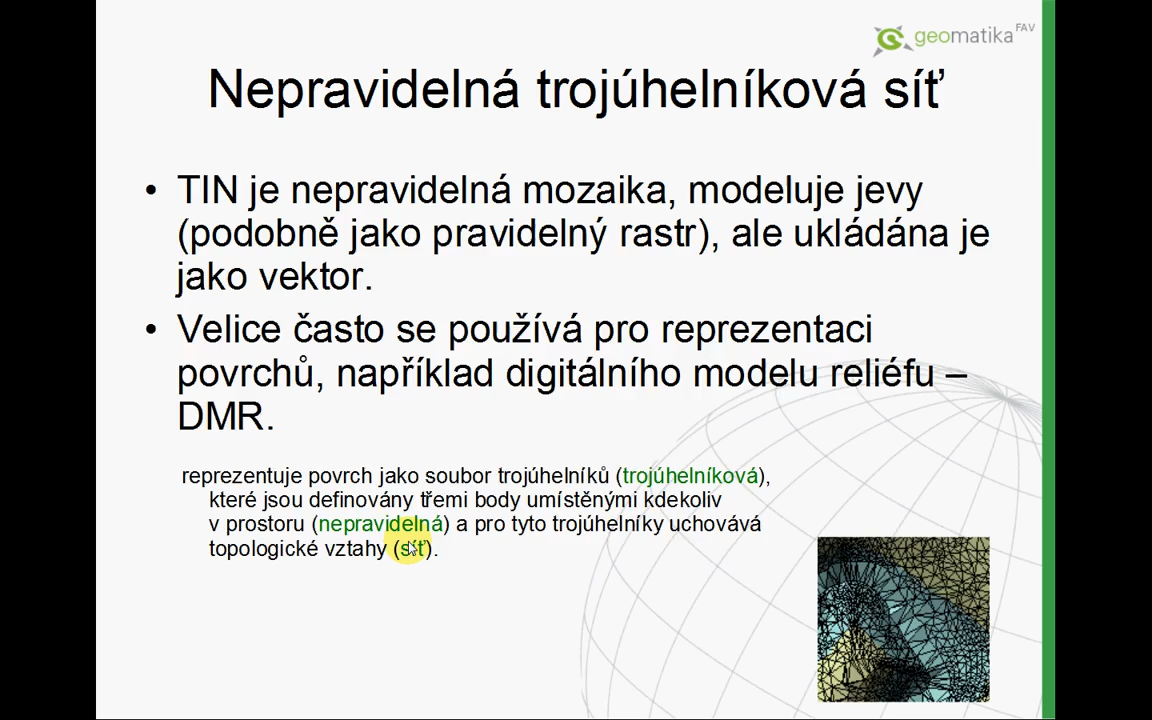 geomatika FAV
Nepravidelná trojúhelníková síť
• TIN je nepravidelná mozaika, modeluje jevy
(podobně jako pravidelný rastr), ale ukládána je
jako vektor.
• Velice často se používá pro reprezentaci
povrchů, například digitálního modelu reliéfu –
DMR.
reprezentuje povrch jako soubor trojúhelníků (trojúhelníková),
které jsou definovány třemi body umístěnými kdekoliv
v prostoru (nepravidelná) a pro tyto trojúhelníky uchovává
topologické vztahy (síť).